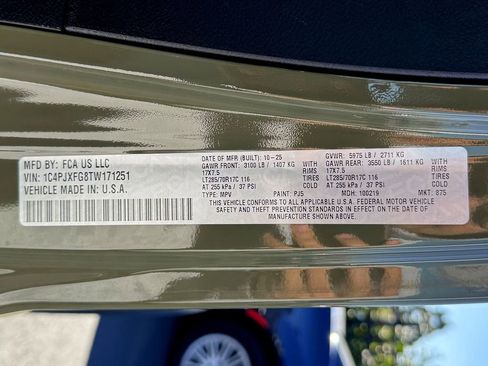 MFD BY: FCA US LLC
VIN: 1C4PJXFG8TW171251
VEHICLE MADE IN U.S.A.
DATE OF MFR (BUILT): 10-25 GVWR: 5975 LB / 2711 KG
GAWR FRONT: 3100 LB / 1407 KG GAWR REAR: 3550 LB / 1611 KG
17X7.5 RIMS 17X7.5 RIMS
LT285/70R17C 116 TIRES LT285/70R17C 116 TIRES
AT 255 kPa / 37 PSI COLD AT 255 kPa / 37 PSI COLD
TYPE: MPV PAINT: PJ5 MDH: 100219 MKT: 875
THIS VEHICLE CONFORMS TO ALL APPLICABLE U.S.A. FEDERAL MOTOR VEHICLE
SAFETY AND THEFT PREVENTION STANDARDS IN EFFECT ON THE DATE OF
MANUFACTURE SHOWN ABOVE.